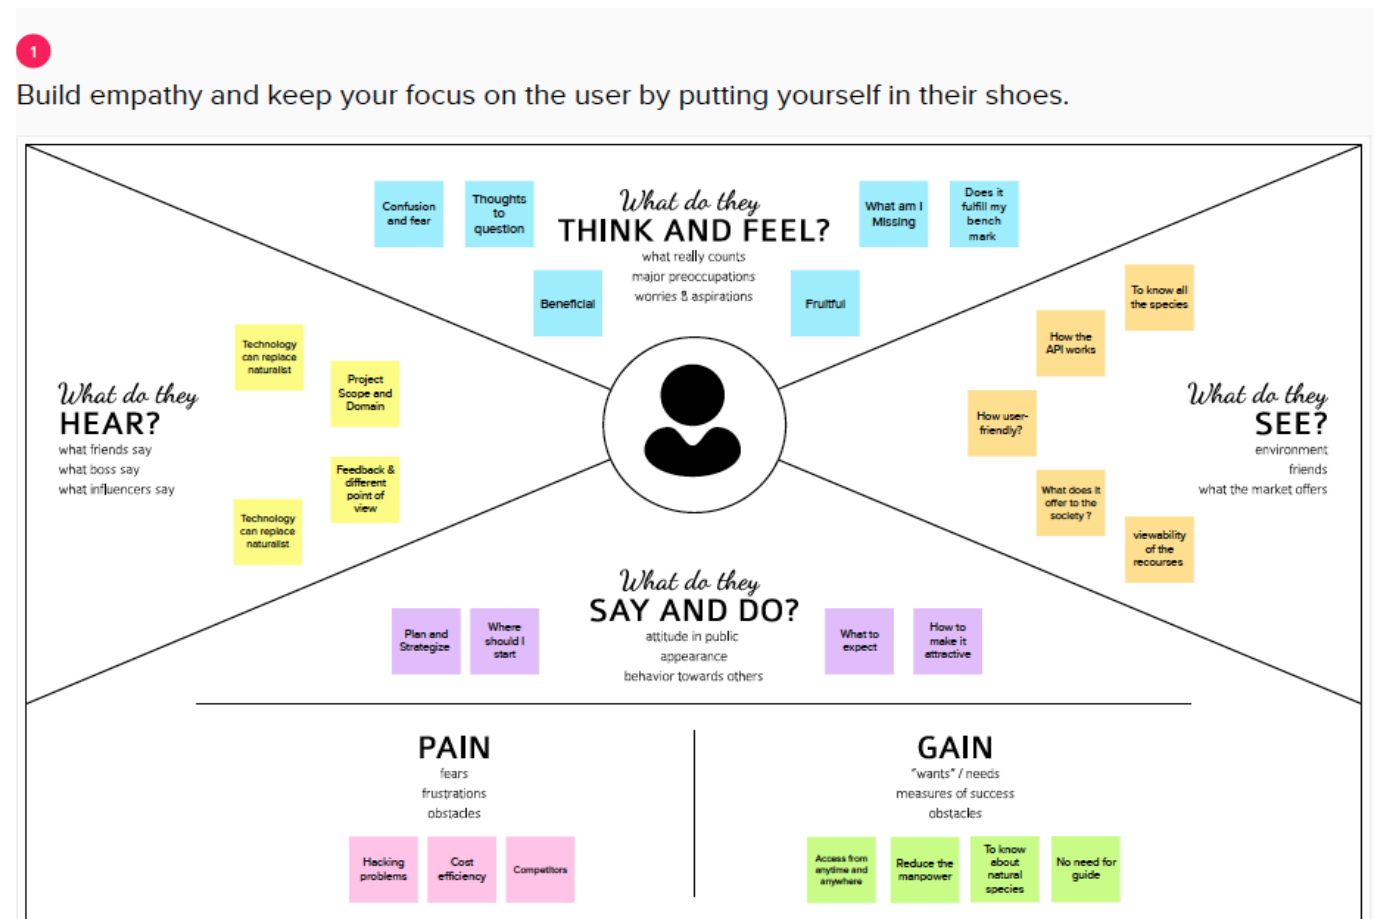 1
Build empathy and keep your focus on the user by putting yourself in their shoes.
What do they
THINK AND FEEL?
what really counts
major preoccupations
worries & aspirations
Confusion
and fear
Thoughts
to
question
Beneficial
What am I
Missing
Does it
fulfill my
bench
mark
Fruitful
What do they
HEAR?
what friends say
what boss say
what influencers say
Technology
can replace
naturalist
Project
Scope and
Domain
Feedback &
different
point of
view
Technology
can replace
naturalist
What do they
SEE?
environment
friends
what the market offers
To know all
the species
How the
API works
How user-
friendly?
What does it
offer to the
society ?
viewability
of the
recourses
What do they
SAY AND DO?
attitude in public
appearance
behavior towards others
Plan and
Strategize
Where
should I
start
What to
expect
How to
make it
attractive
PAIN
fears
frustrations
obstacles
Hacking
problems
Cost
efficiency
Competitors
GAIN
"wants" / needs
measures of success
obstacles
Access from
anytime and
anywhere
Reduce the
manpower
To know
about
natural
species
No need for
guide